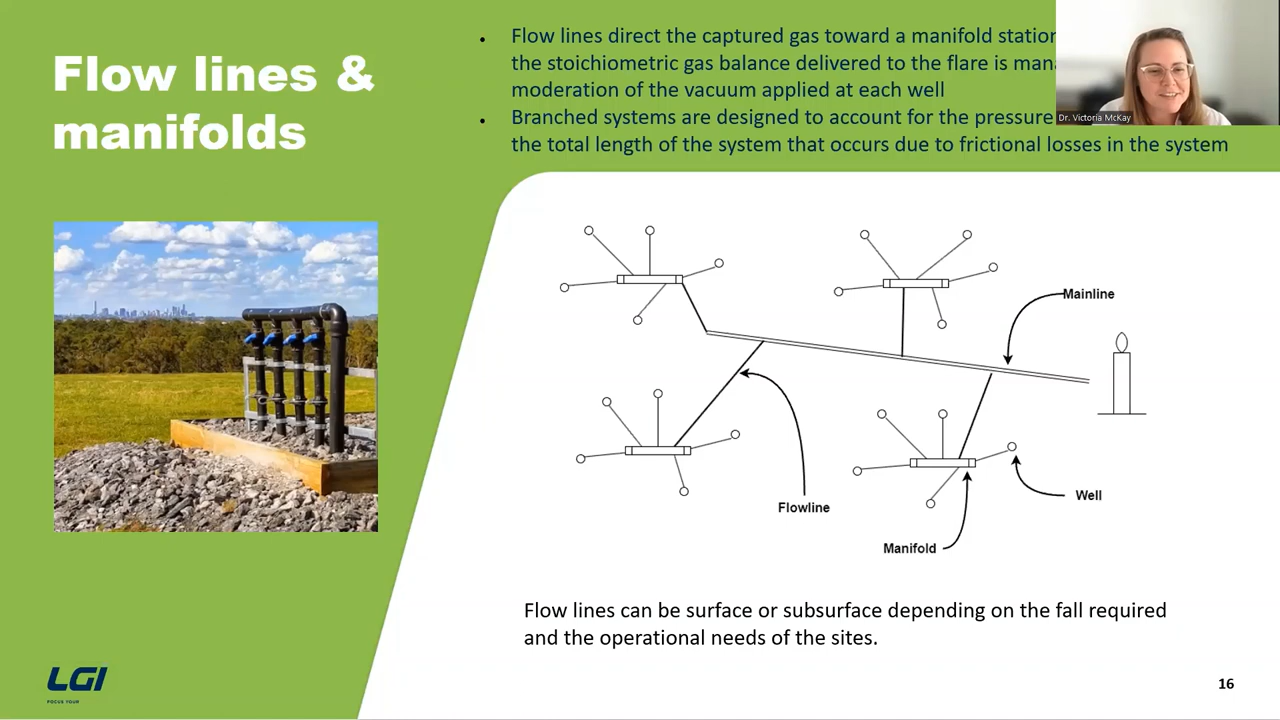 Flow lines &
manifolds
• Flow lines direct the captured gas toward a manifold station
the stoichiometric gas balance delivered to the flare is
moderation of the vacuum applied at each well
• Branched systems are designed to account for the pressure
the total length of the system that occurs due to frictional losses in the system
Dr. Victoria McKay
Mainline
Flowline
Well
Manifold
Flow lines can be surface or subsurface depending on the fall required
and the operational needs of the sites.
LGI
FOCUS YOUR
16